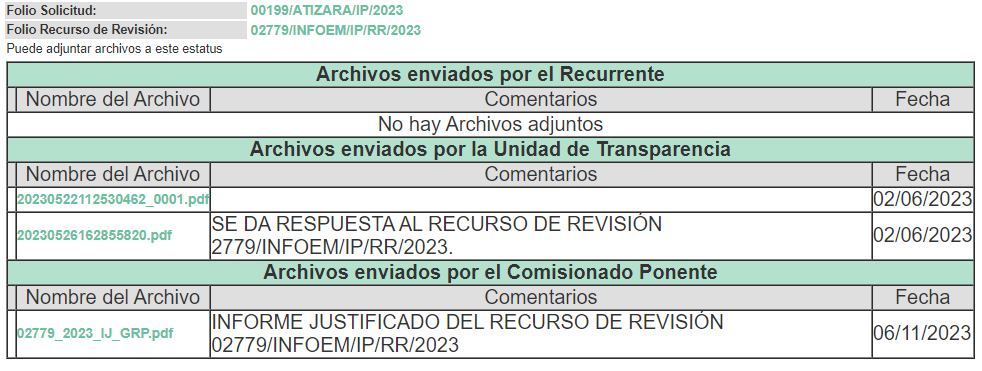 Folio Solicitud: 00199/ATIZARA/IP/2023
Folio Recurso de Revisión: 02779/INFOEM/IP/RR/2023
Puede adjuntar archivos a este estatus
Archivos enviados por el Recurrente
Nombre del Archivo Comentarios Fecha
No hay Archivos adjuntos
Archivos enviados por la Unidad de Transparencia
Nombre del Archivo Comentarios Fecha
20230522112530462_0001.pdf 02/06/2023
20230526162855820.pdf SE DA RESPUESTA AL RECURSO DE REVISIÓN 02/06/2023
2779/INFOEM/IP/RR/2023.
Archivos enviados por el Comisionado Ponente
Nombre del Archivo Comentarios Fecha
02779_2023_IJ_GRP.pdf INFORME JUSTIFICADO DEL RECURSO DE REVISIÓN 06/11/2023
02779/INFOEM/IP/RR/2023